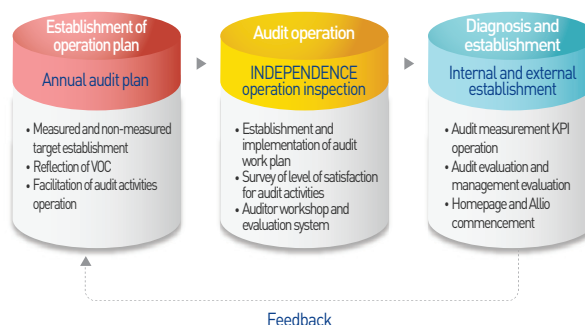 Establishment of
operation plan
Annual audit plan
• Measured and non-measured
target establishment
• Reflection of VOC
• Facilitation of audit activities
operation
Audit operation
INDEPENDENCE
operation inspection
• Establishment and
implementation of audit
work plan
• Survey of level of satisfaction
for audit activities
• Auditor workshop and
evaluation system
Diagnosis and
establishment
Internal and external
establishment
• Audit measurement KPI
operation
• Audit evaluation and
management evaluation
• Homepage and Allio
commencement
Feedback